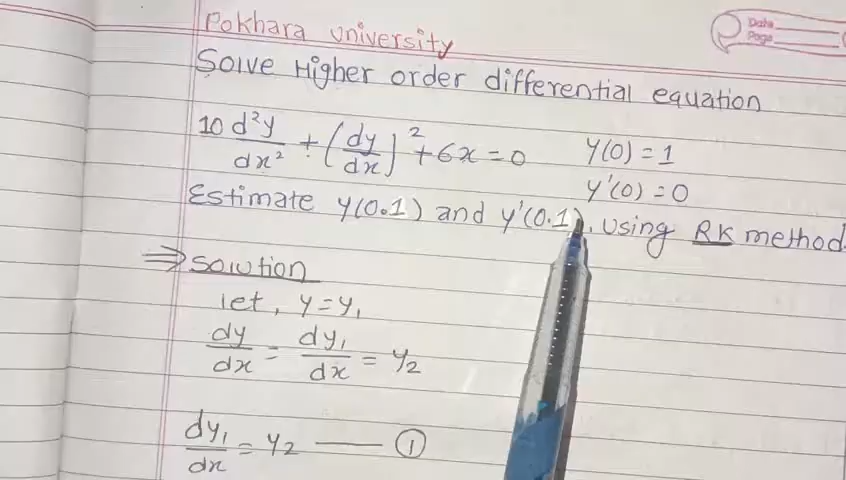 Pokhara University
Date
Page
Solve Higher order differential equation
10 d²y/dx² + (dy/dx)² + 6x = 0    y(0) = 1
y'(0) = 0
Estimate y(0.1) and y'(0.1). Using RK method.
⇒ Solution
let, y = y₁
dy/dx = dy₁/dx = y₂
dy₁/dx = y₂ —— ①